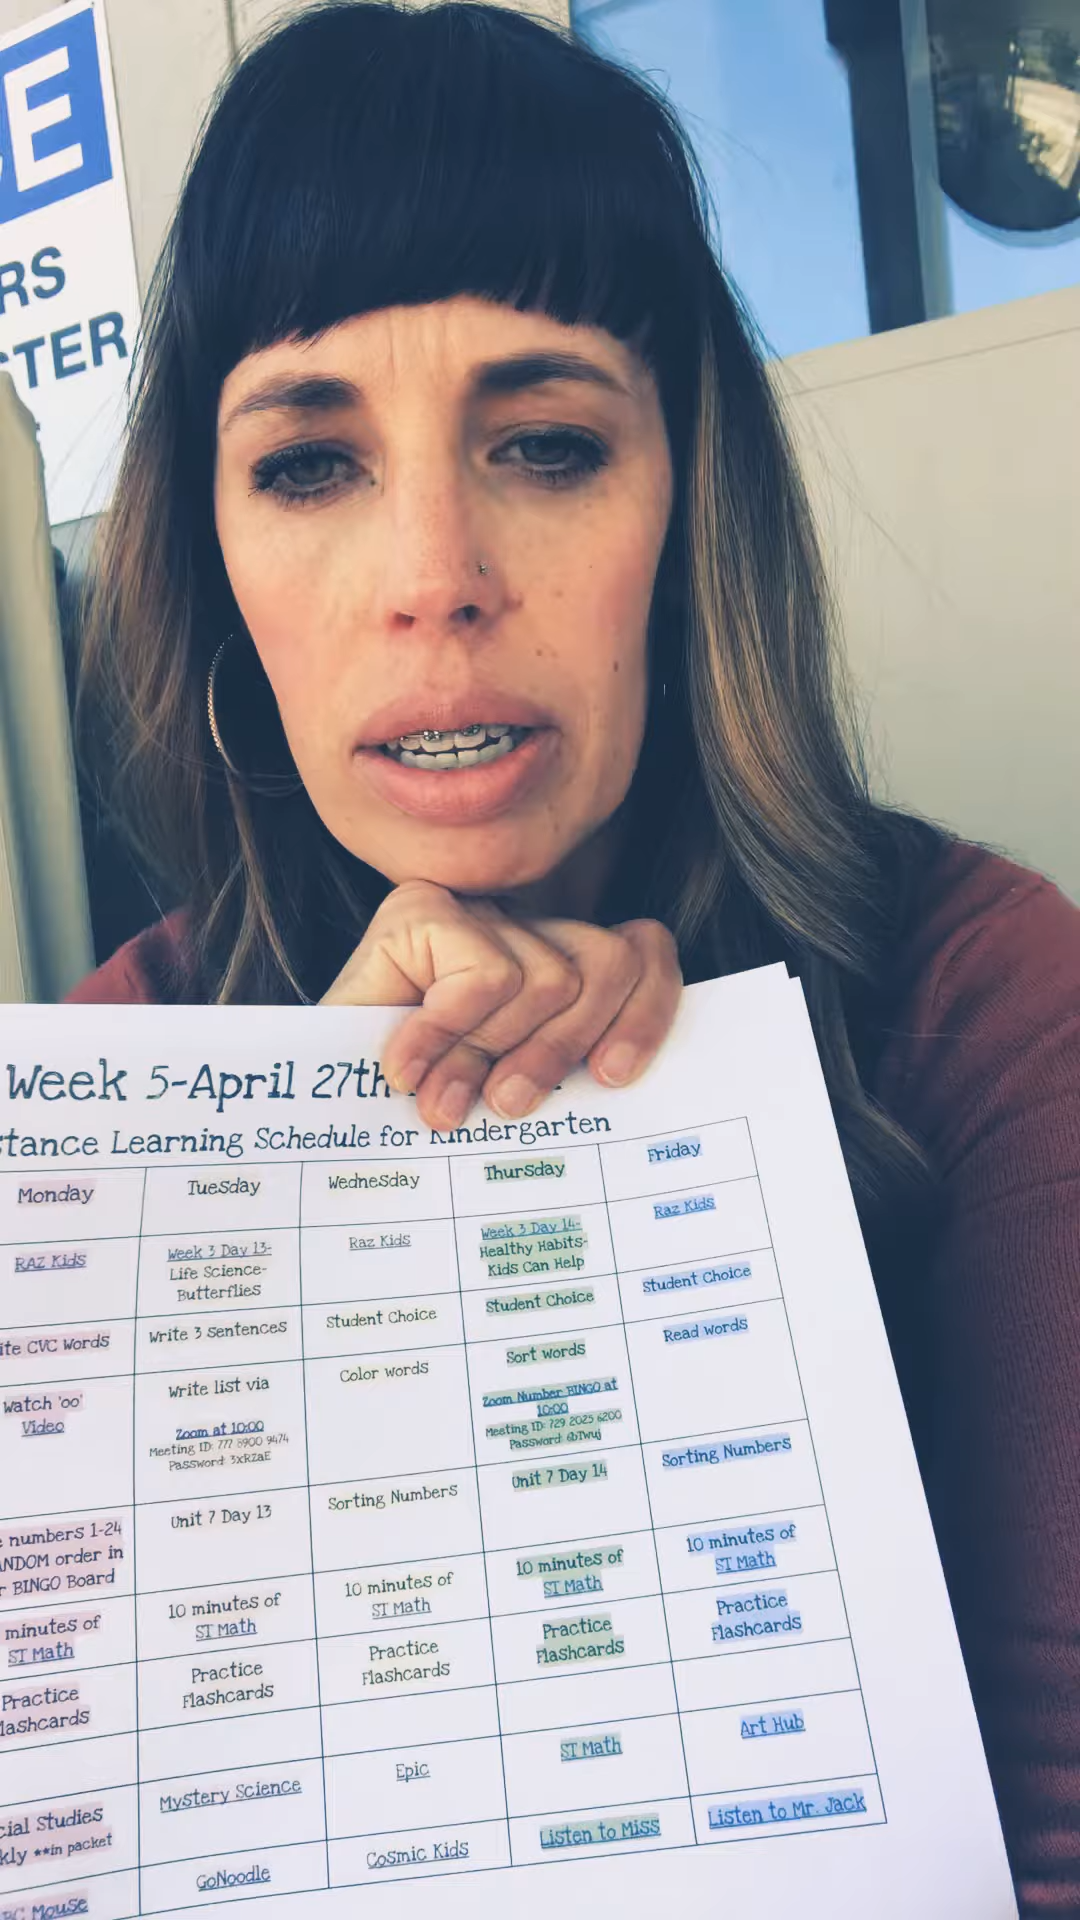 E
RS
STER
Week 5-April 27th
stance Learning Schedule for Kindergarten
Monday
Tuesday
Wednesday
Thursday
Friday
RAZ Kids
Week 3 Day 13-
Life Science-
Butterflies
Raz Kids
Week 3 Day 14-
Healthy Habits-
Kids Can Help
Raz Kids
ite CVC Words
Write 3 sentences
Student Choice
Student Choice
Student Choice
watch 'oo'
Video
Write list via
Zoom at 10:00
Meeting ID: 777 8900 9474
Password: 3xRZaE
Color words
Sort words
Zoom Number BINGO at
10:00
Meeting ID: 729 2025 6200
Password: 6bTWuj
Read words
numbers 1-24
ANDOM order in
r BINGO Board
Unit 7 Day 13
Sorting Numbers
Unit 7 Day 14
Sorting Numbers
minutes of
ST Math
10 minutes of
ST Math
10 minutes of
ST Math
10 minutes of
ST Math
10 minutes of
ST Math
Practice
lashcards
Practice
Flashcards
Practice
Flashcards
Practice
Flashcards
Practice
Flashcards
cial Studies
kly **in packet
Mystery Science
Epic
ST Math
Art Hub
BC Mouse
GoNoodle
Cosmic Kids
Listen to Miss
Listen to Mr. Jack